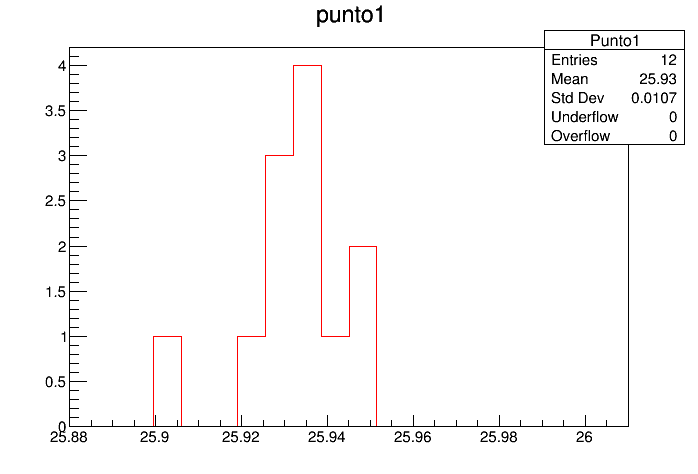 punto1
Punto1
Entries 12
Mean 25.93
Std Dev 0.0107
Underflow 0
Overflow 0
4
3.5
3
2.5
2
1.5
1
0.5
0
25.88 25.9 25.92 25.94 25.96 25.98 26